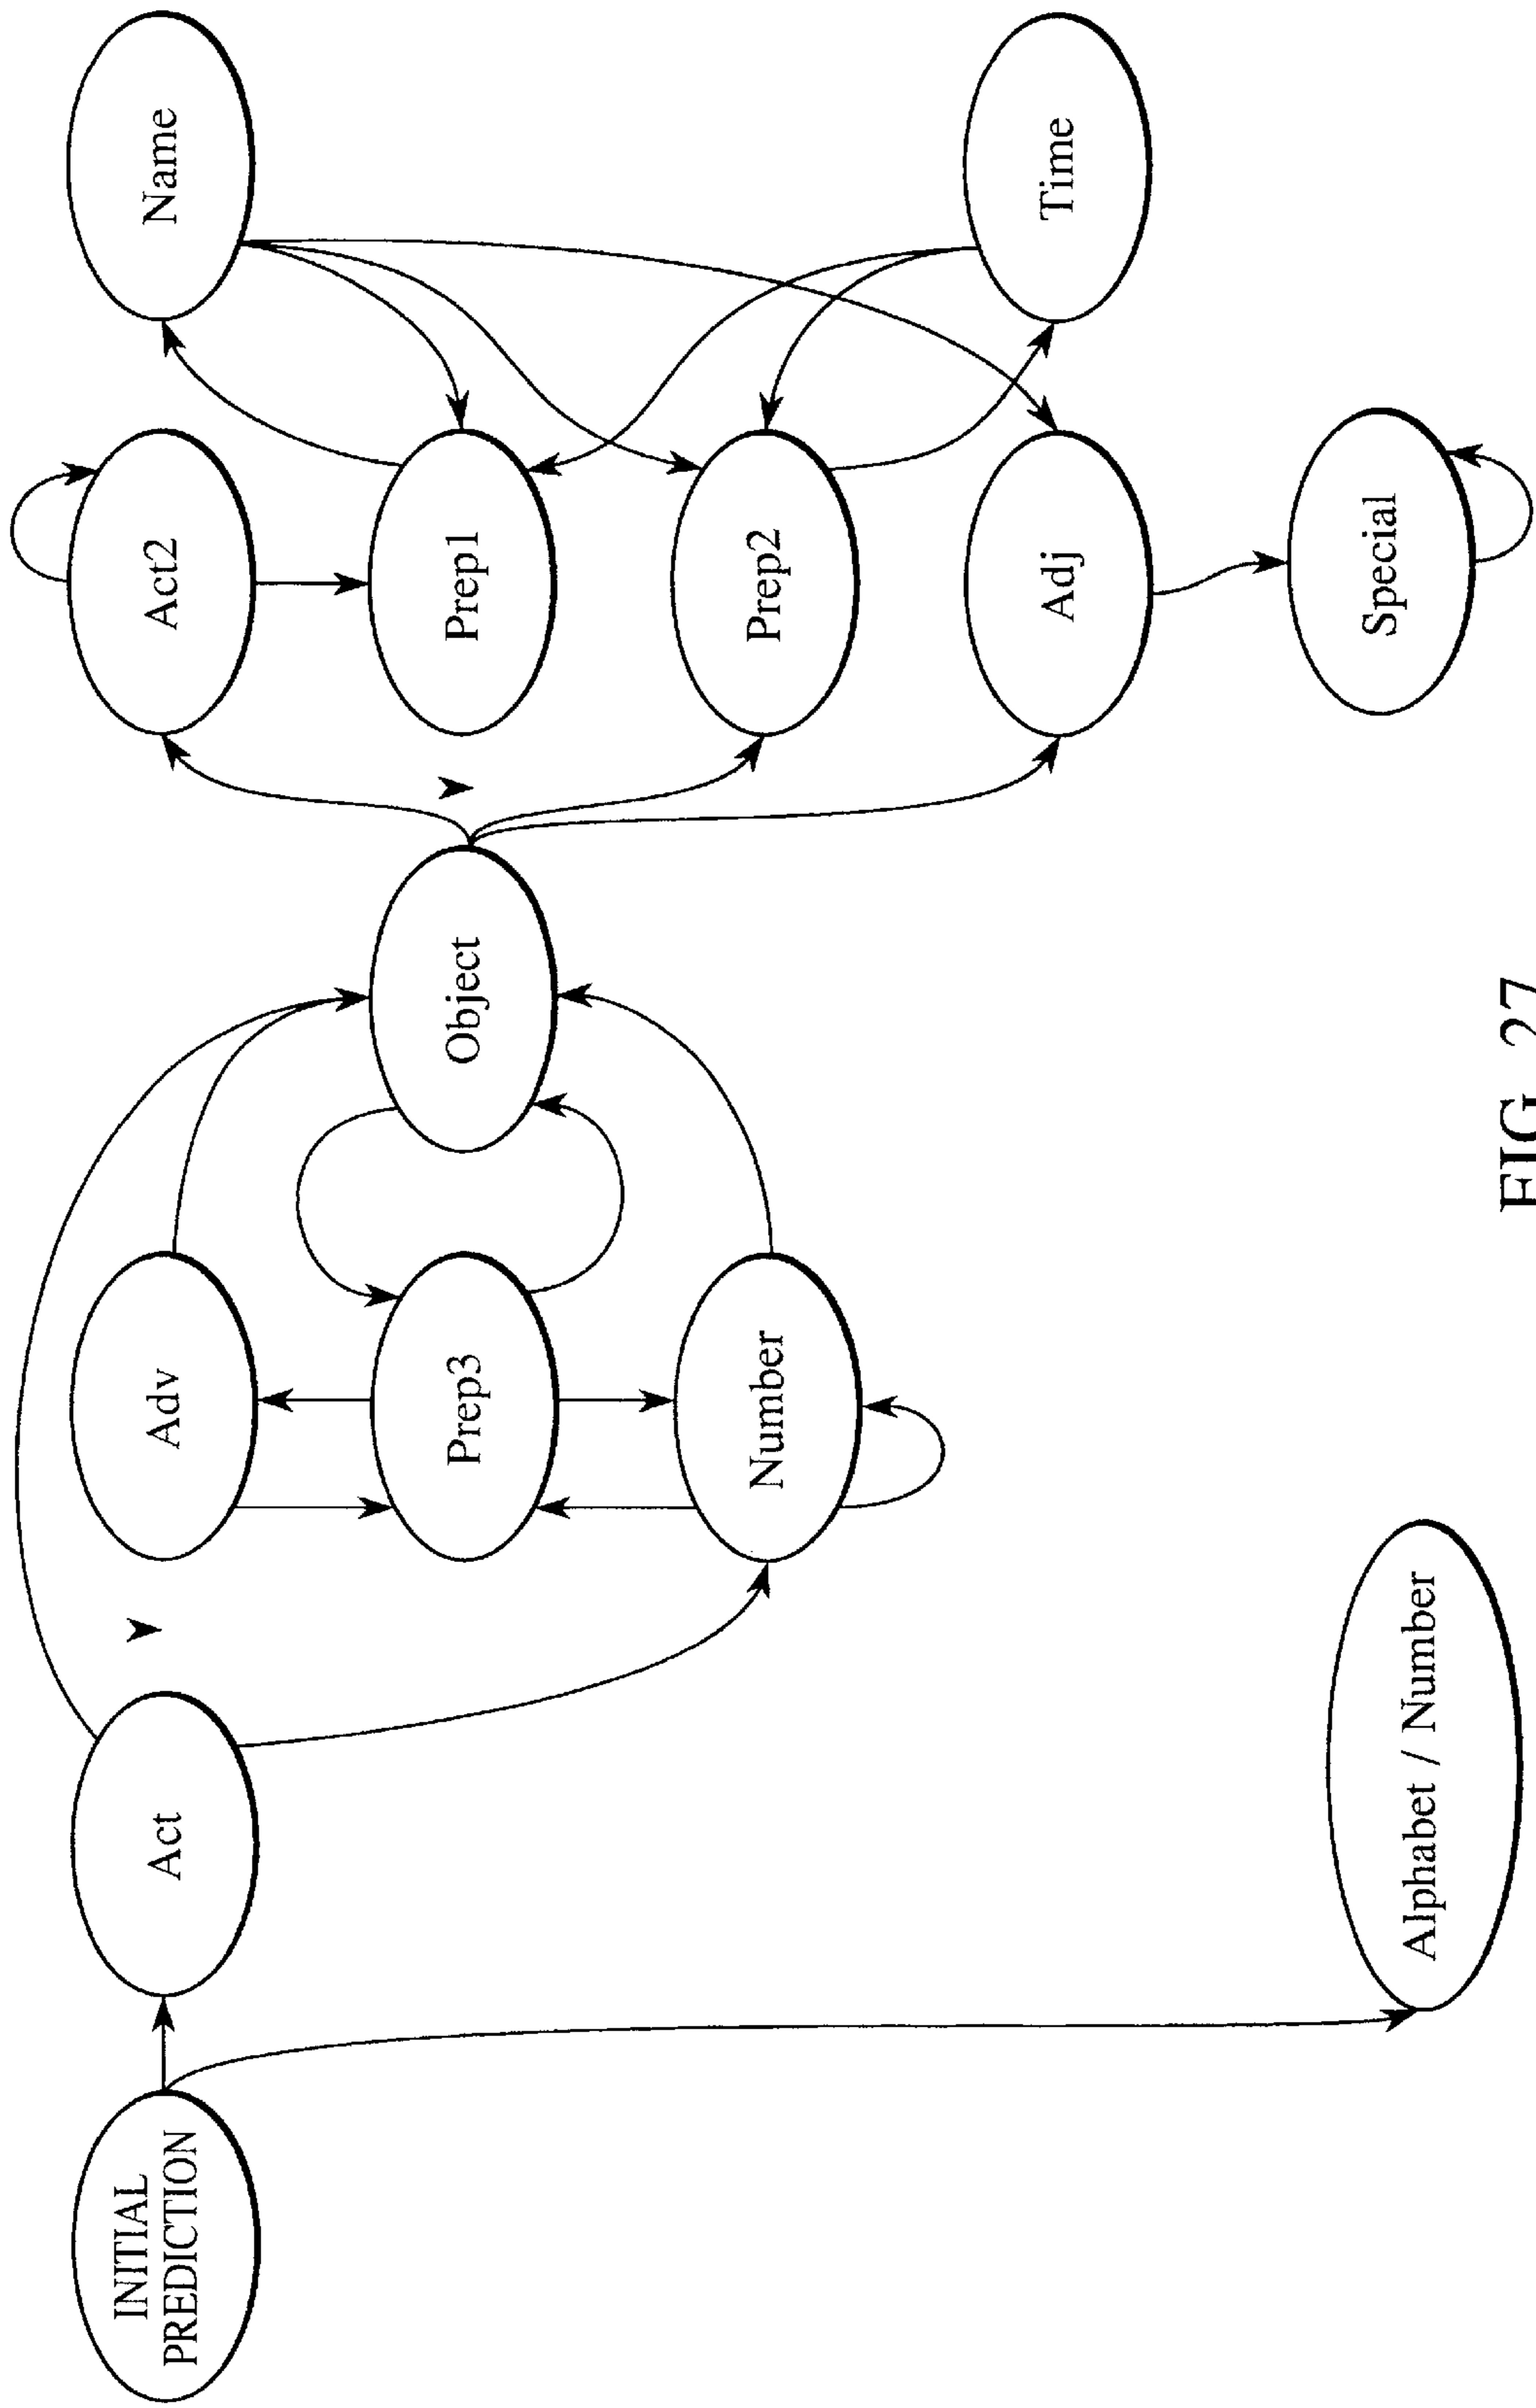 INITIAL
PREDICTION
Act
Adv
Prep3
Number
Object
Act2
Prep1
Prep2
Adj
Special
Name
Time
Alphabet / Number
FIG. 27